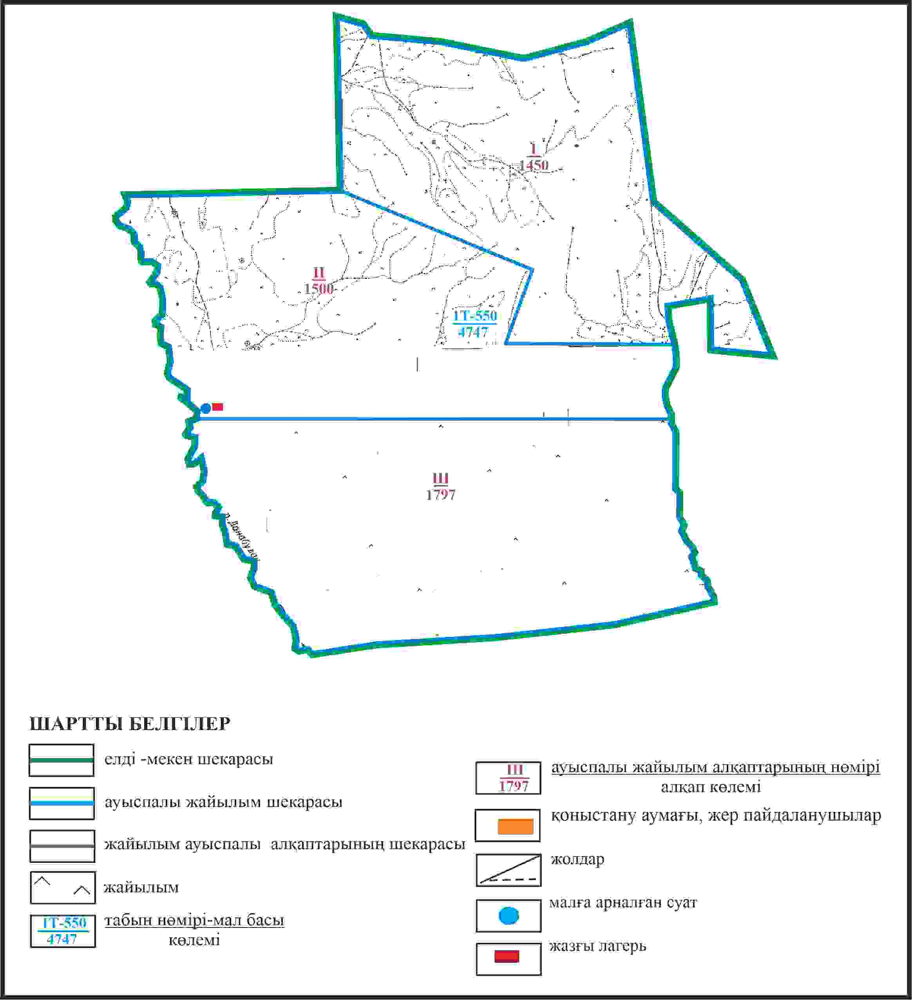 I
1450
II
1500
1Т-550
4747
III
1797
ШАРТТЫ БЕЛГІЛЕР
елді -мекен шекарасы
ауыспалы жайылым шекарасы
жайылым ауыспалы алқаптарының шекарасы
жайылым
1Т-550
4747
табын нөмірі-мал басы
көлемі
III
1797
ауыспалы жайылым алқаптарының нөмірі
алқап көлемі
қоныстану аумағы, жер пайдаланушылар
жолдар
малға арналған суат
жазғы лагерь